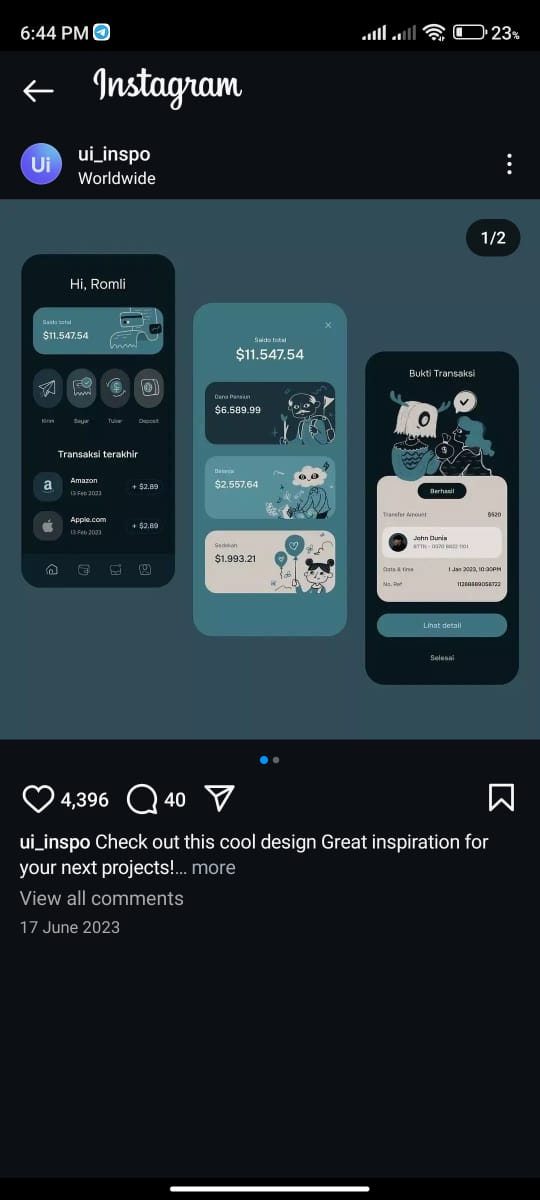 6:44 PM
23%
Instagram
Ui
ui_inspo
Worldwide
1/2
Hi, Romli
Saldo total
$11.547.54
Kirim
Bayar
Tukar
Deposit
Transaksi terakhir
a
Amazon
13 Feb 2023
+ $2.89
Apple.com
13 Feb 2023
+ $2.89
Saldo total
$11.547.54
Dana Pensiun
$6.589.99
Belanja
$2.557.64
Sedekah
$1.993.21
Bukti Transaksi
Berhasil
Transfer Amount
$520
John Dunia
Date & time
1 Jan 2023, 10:30PM
No. Ref
Lihat detail
Selesai
4,396
40
ui_inspo Check out this cool design Great inspiration for
your next projects!... more
View all comments
17 June 2023